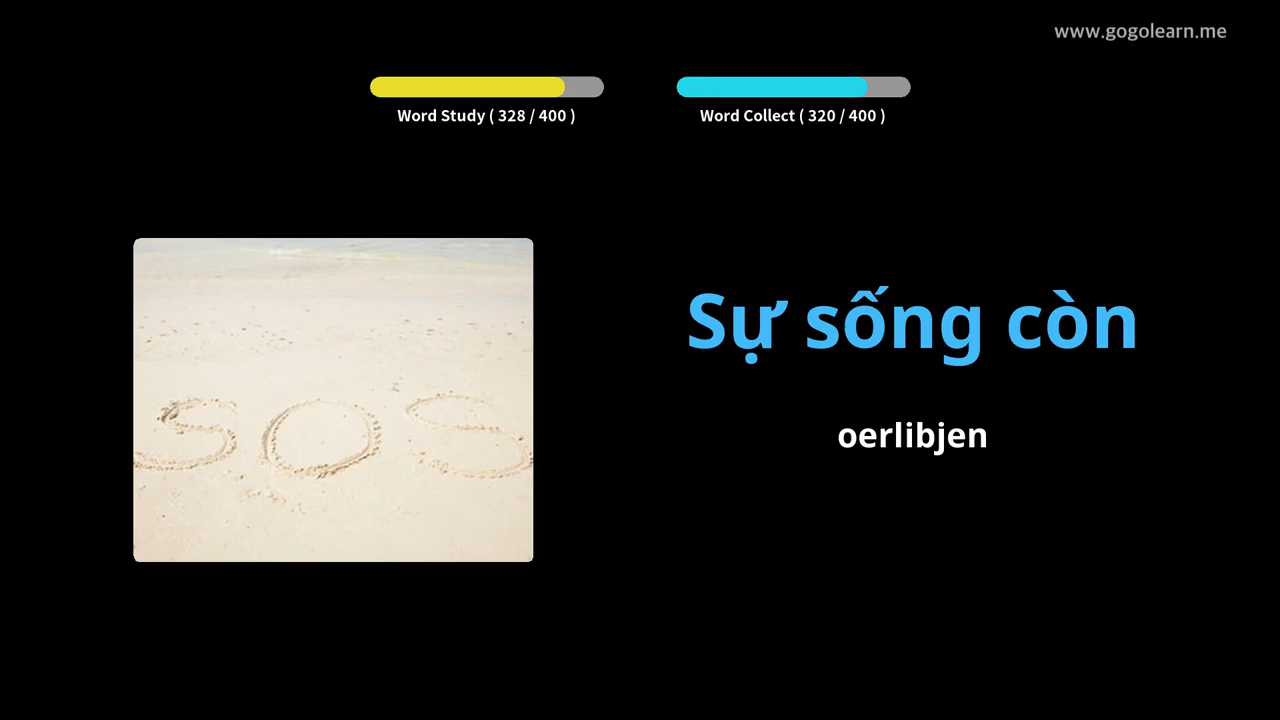 www.gogolearn.me
Word Study ( 328 / 400 )
Word Collect ( 320 / 400 )
Sự sống còn
oerlibjen
SOS